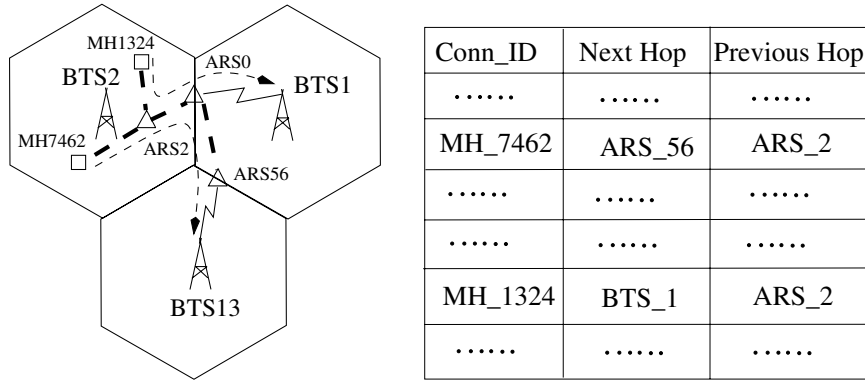 MH1324
ARS0
BTS2
BTS1
MH7462
ARS2
ARS56
BTS13
Conn_ID Next Hop Previous Hop
...... ...... ......
MH_7462 ARS_56 ARS_2
...... ...... ......
...... ...... ......
MH_1324 BTS_1 ARS_2
...... ...... ......